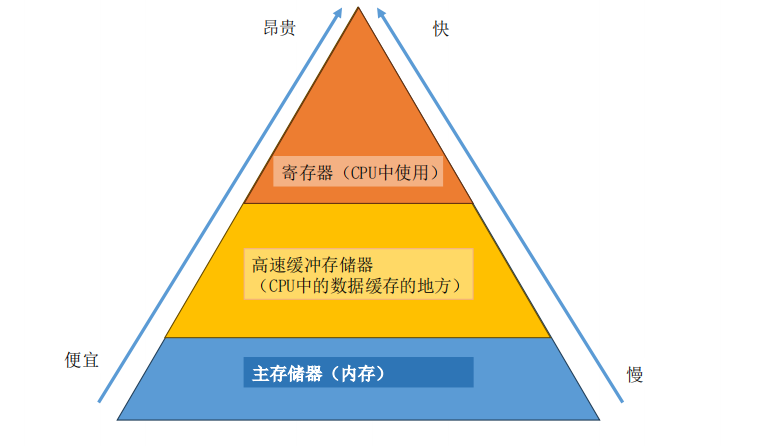 昂贵
快
寄存器（CPU中使用）
高速缓冲存储器
（CPU中的数据缓存的地方）
便宜
主存储器（内存）
慢